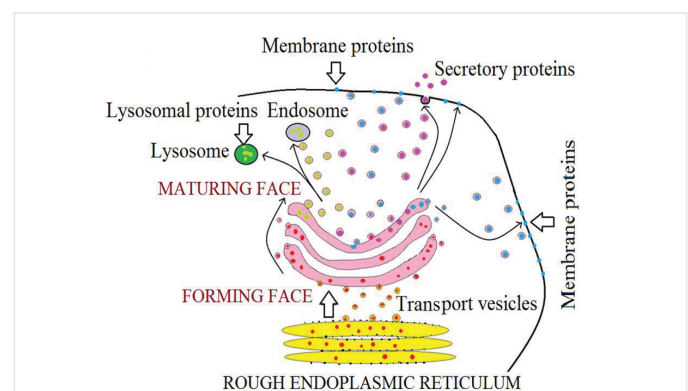 Membrane proteins
Secretory proteins
Lysosomal proteins
Endosome
Lysosome
MATURING FACE
Membrane proteins
FORMING FACE
Transport vesicles
ROUGH ENDOPLASMIC RETICULUM